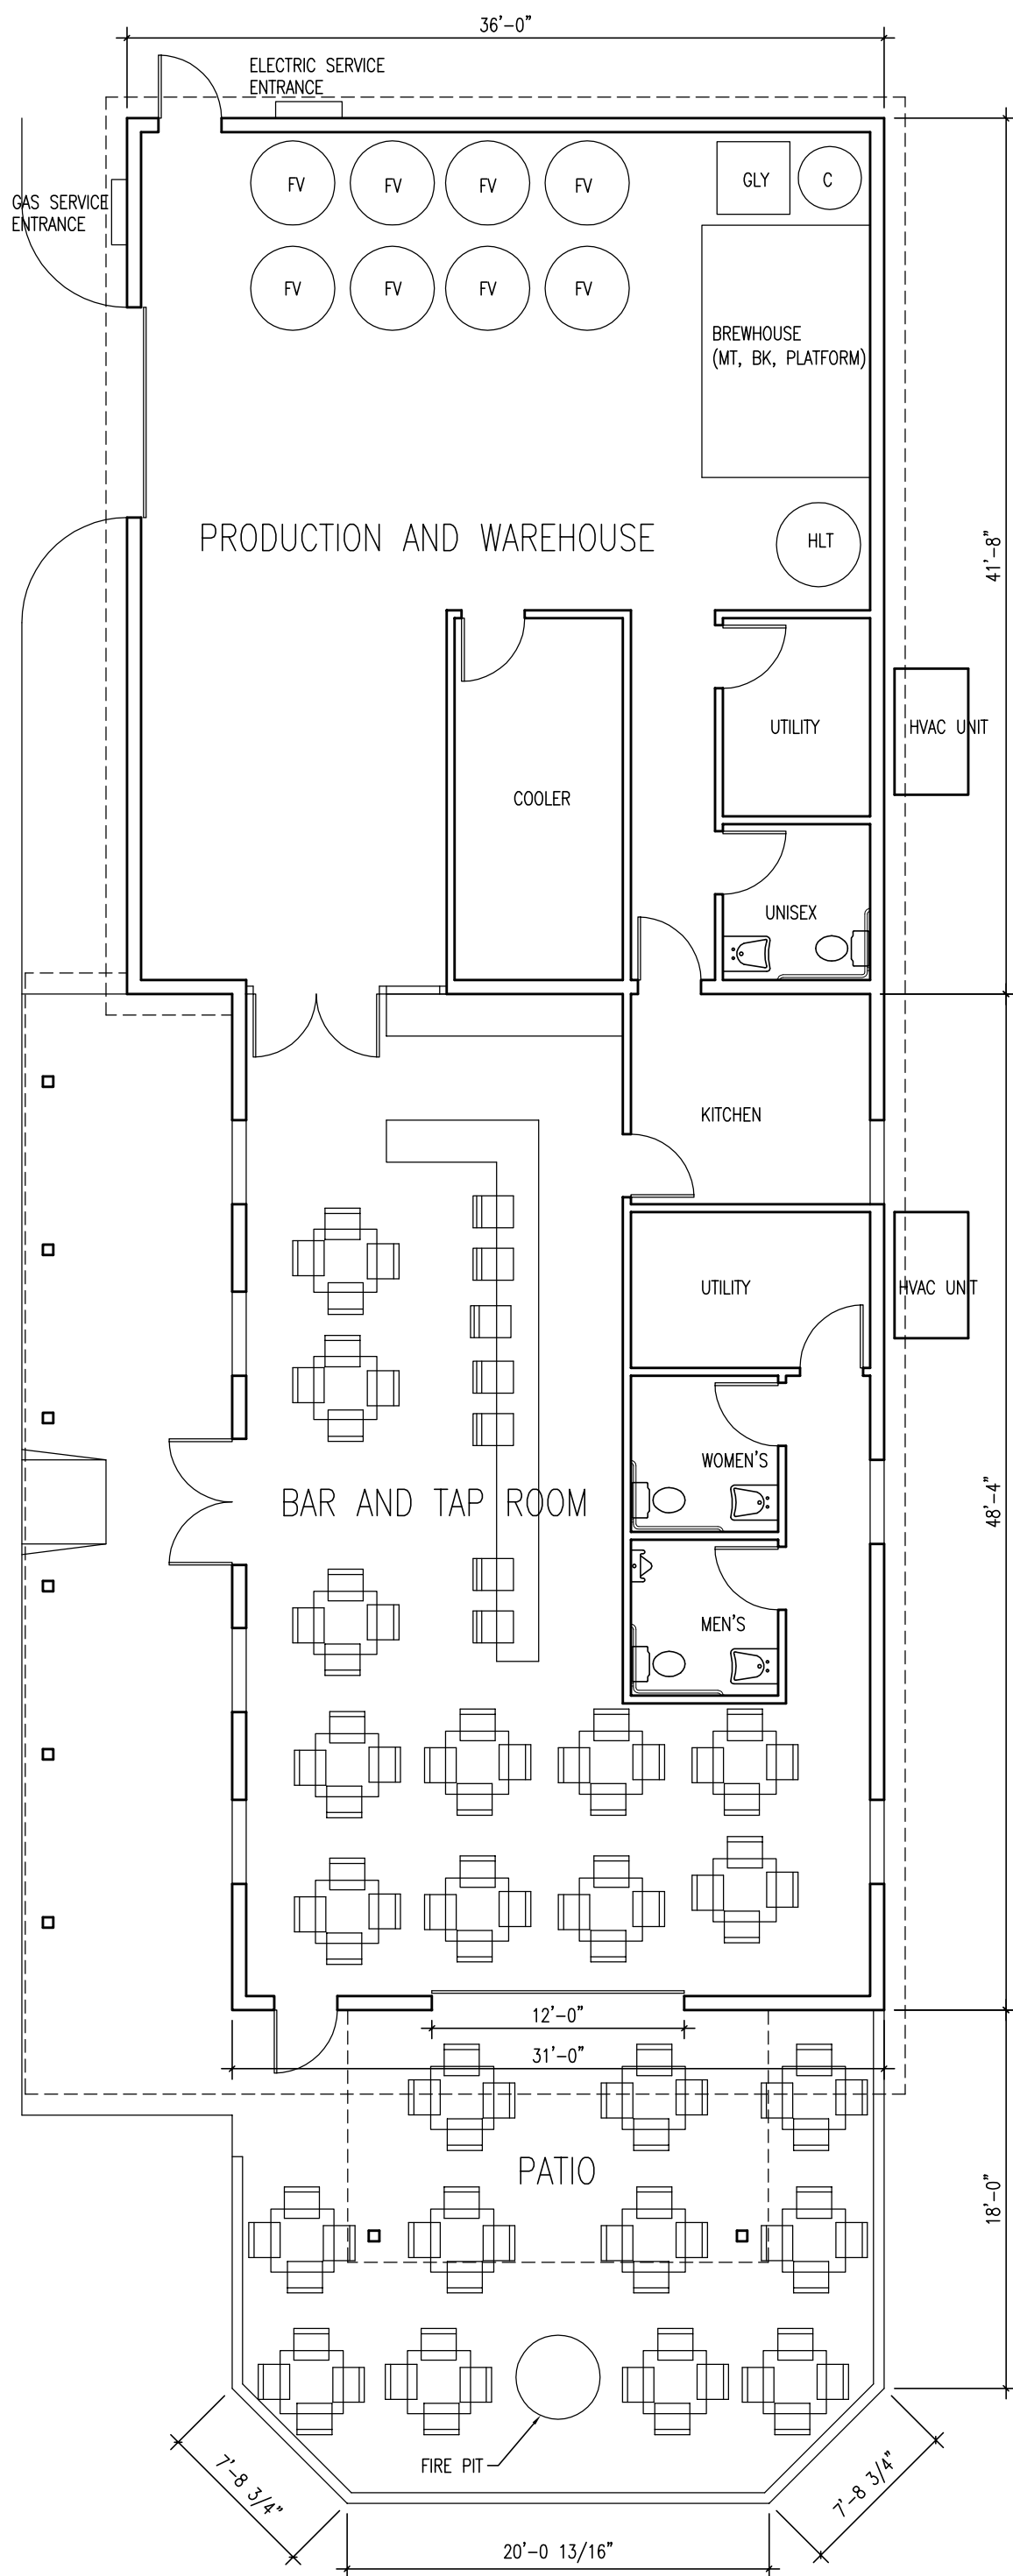 36'-0"
ELECTRIC SERVICE
ENTRANCE
GAS SERVICE
ENTRANCE
FV
FV
FV
FV
GLY
C
FV
FV
FV
FV
BREWHOUSE
(MT, BK, PLATFORM)
PRODUCTION AND WAREHOUSE
HLT
41'-8"
UTILITY
HVAC UNIT
COOLER
UNISEX
KITCHEN
UTILITY
HVAC UNIT
WOMEN'S
BAR AND TAP ROOM
48'-4"
MEN'S
12'-0"
31'-0"
PATIO
18'-0"
FIRE PIT
7'-8 3/4"
7'-8 3/4"
20'-0 13/16"